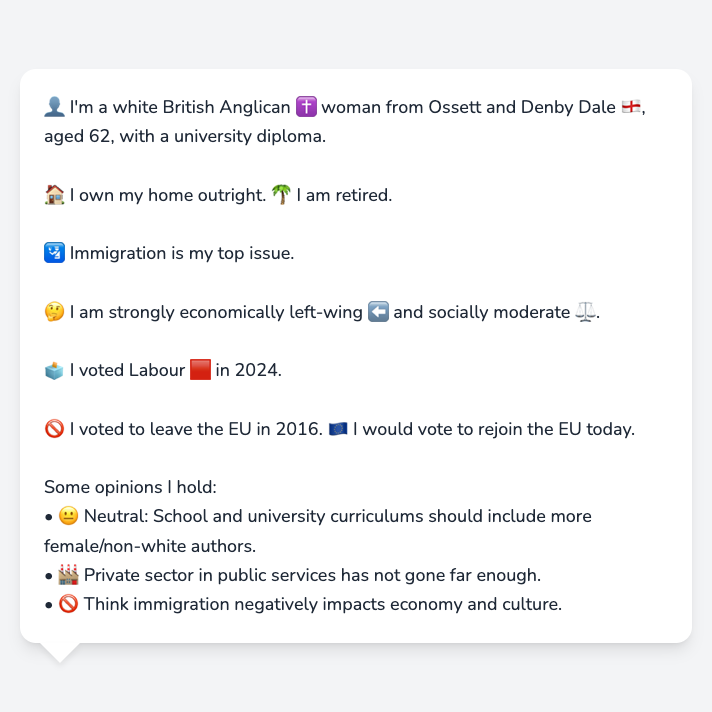 👤 I'm a white British Anglican ✝️ woman from Ossett and Denby Dale 🏴󠁧󠁢󠁥󠁮󠁧󠁿,
aged 62, with a university diploma.
🏠 I own my home outright. 🌴 I am retired.
🛂 Immigration is my top issue.
🤔 I am strongly economically left-wing ⬅️ and socially moderate ⚖️.
🗳️ I voted Labour 🟥 in 2024.
🚫 I voted to leave the EU in 2016. 🇪🇺 I would vote to rejoin the EU today.
Some opinions I hold:
• 😐 Neutral: School and university curriculums should include more
female/non-white authors.
• 🏭 Private sector in public services has not gone far enough.
• 🚫 Think immigration negatively impacts economy and culture.